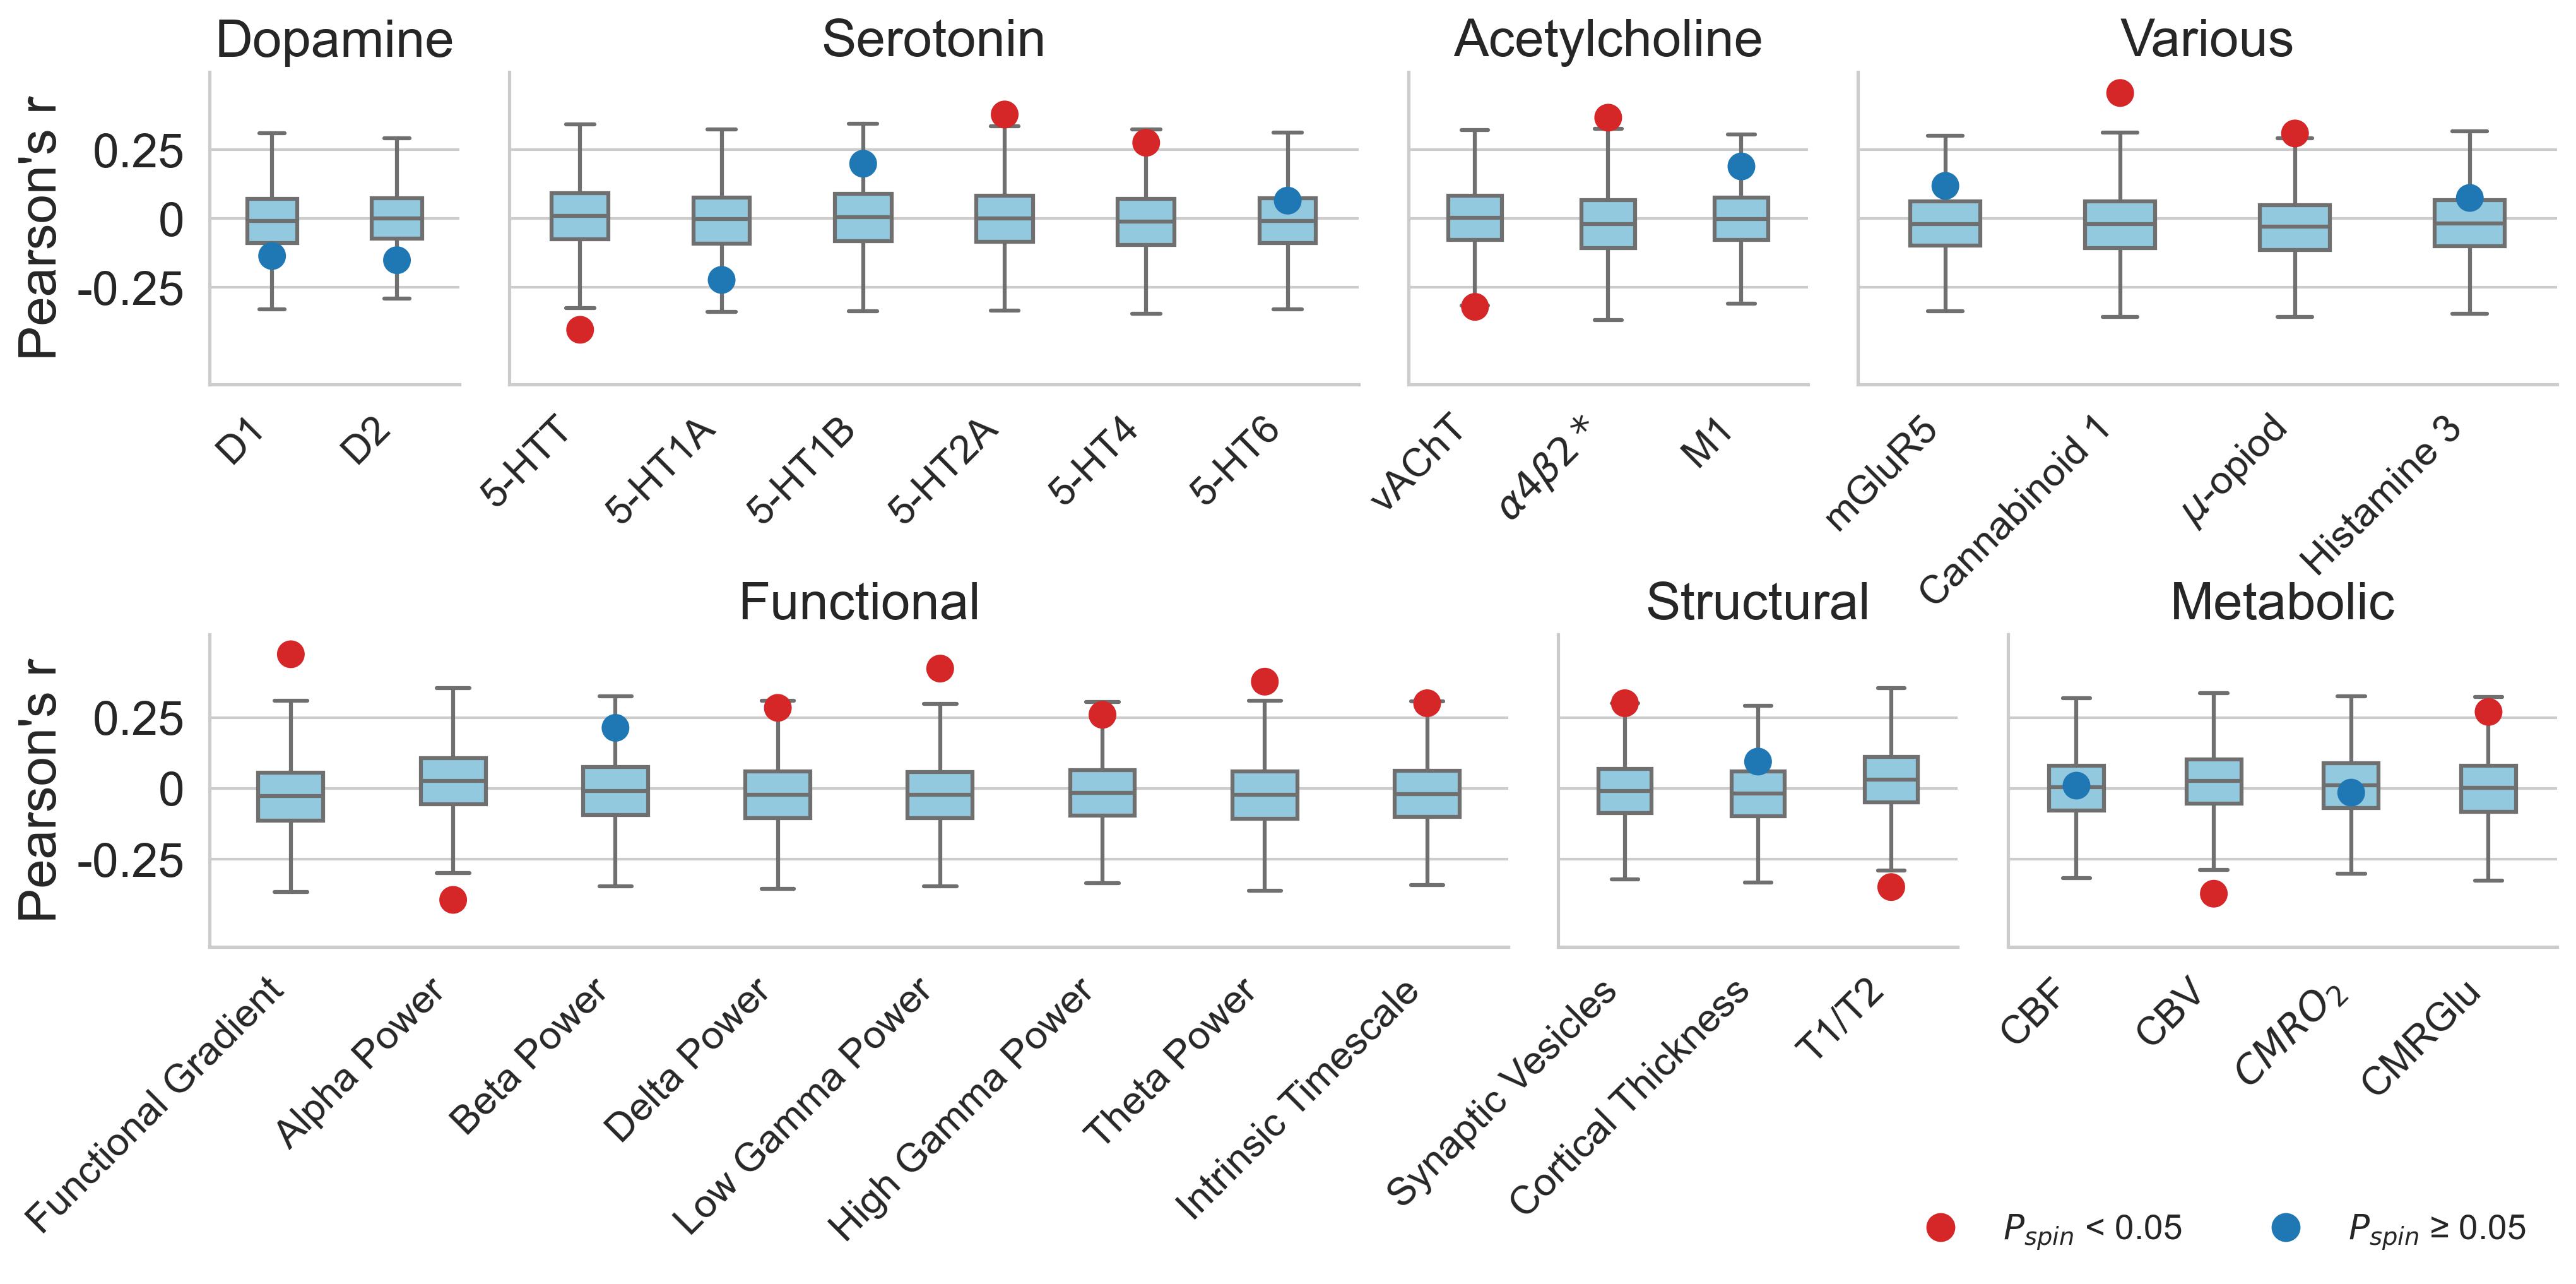 Dopamine
Serotonin
Acetylcholine
Various
Pearson's r
0.25
0
-0.25
D1
D2
5-HTT
5-HT1A
5-HT1B
5-HT2A
5-HT4
5-HT6
vAChT
α4β2*
M1
mGluR5
Cannabinoid 1
μ-opiod
Histamine 3
Functional
Structural
Metabolic
Pearson's r
0.25
0
-0.25
Functional Gradient
Alpha Power
Beta Power
Delta Power
Low Gamma Power
High Gamma Power
Theta Power
Intrinsic Timescale
Synaptic Vesicles
Cortical Thickness
T1/T2
CBF
CBV
CMRO₂
CMRGlu
P_spin < 0.05
P_spin ≥ 0.05